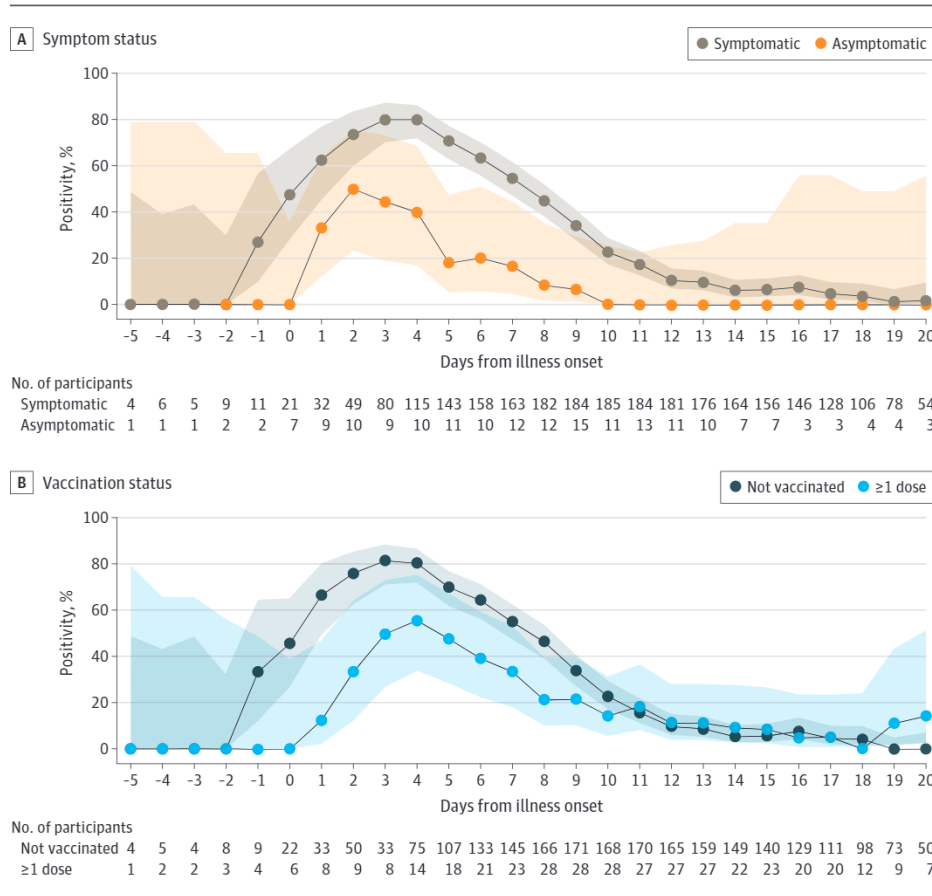 A Symptom status
Symptomatic Asymptomatic
100
80
60
40
20
0
Positivity, %
-5 -4 -3 -2 -1 0 1 2 3 4 5 6 7 8 9 10 11 12 13 14 15 16 17 18 19 20
Days from illness onset
No. of participants
Symptomatic 4 6 5 9 11 21 32 49 80 115 143 158 163 182 184 185 184 181 176 164 156 146 128 106 78 54
Asymptomatic 1 1 1 2 2 7 9 10 9 10 11 10 12 12 15 11 13 11 10 7 7 3 3 4 4 3
B Vaccination status
Not vaccinated ≥1 dose
100
80
60
40
20
0
Positivity, %
-5 -4 -3 -2 -1 0 1 2 3 4 5 6 7 8 9 10 11 12 13 14 15 16 17 18 19 20
Days from illness onset
No. of participants
Not vaccinated 4 5 4 8 9 22 33 50 33 75 107 133 145 166 171 168 170 165 159 149 140 129 111 98 73 50
≥1 dose 1 2 2 3 4 6 8 9 8 14 18 21 23 28 28 28 27 27 27 22 23 20 20 12 9 7